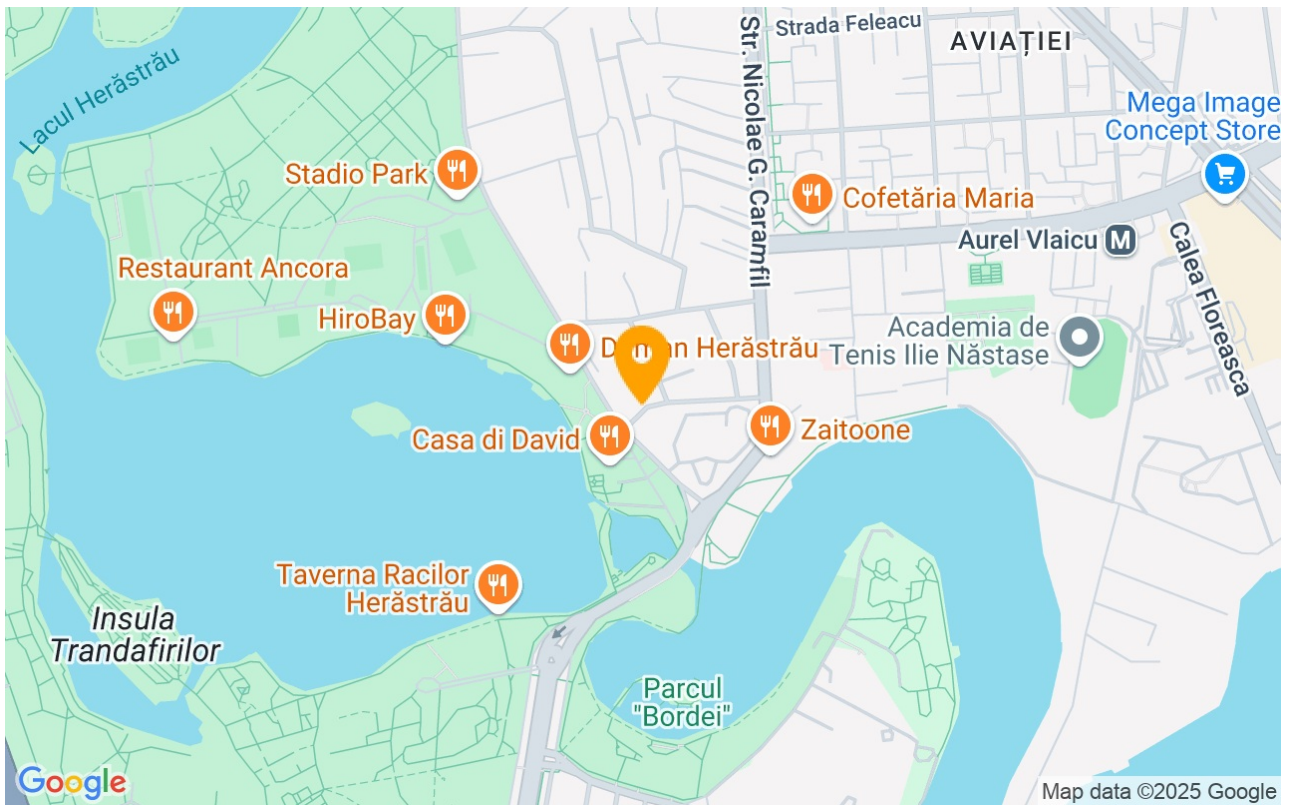 Strada Feleacu
AVIAȚIEI
Str. Nicolae G. Caramfil
Lacul Herăstrău
Mega Image
Concept Store
Stadio Park
Cofetăria Maria
Aurel Vlaicu M
Calea Floreasca
Restaurant Ancora
HiroBay
Herăstrău
Academia de
Tenis Ilie Năstase
Casa di David
Zaitoone
Taverna Racilor
Herăstrău
Insula
Trandafirilor
Parcul
"Bordei"
Google
Map data ©2025 Google